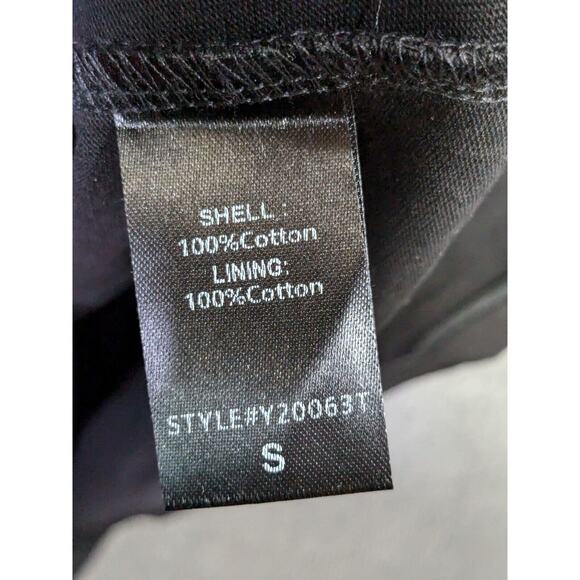 SHELL :
100%Cotton
LINING:
100%Cotton
STYLE#Y20063T
S